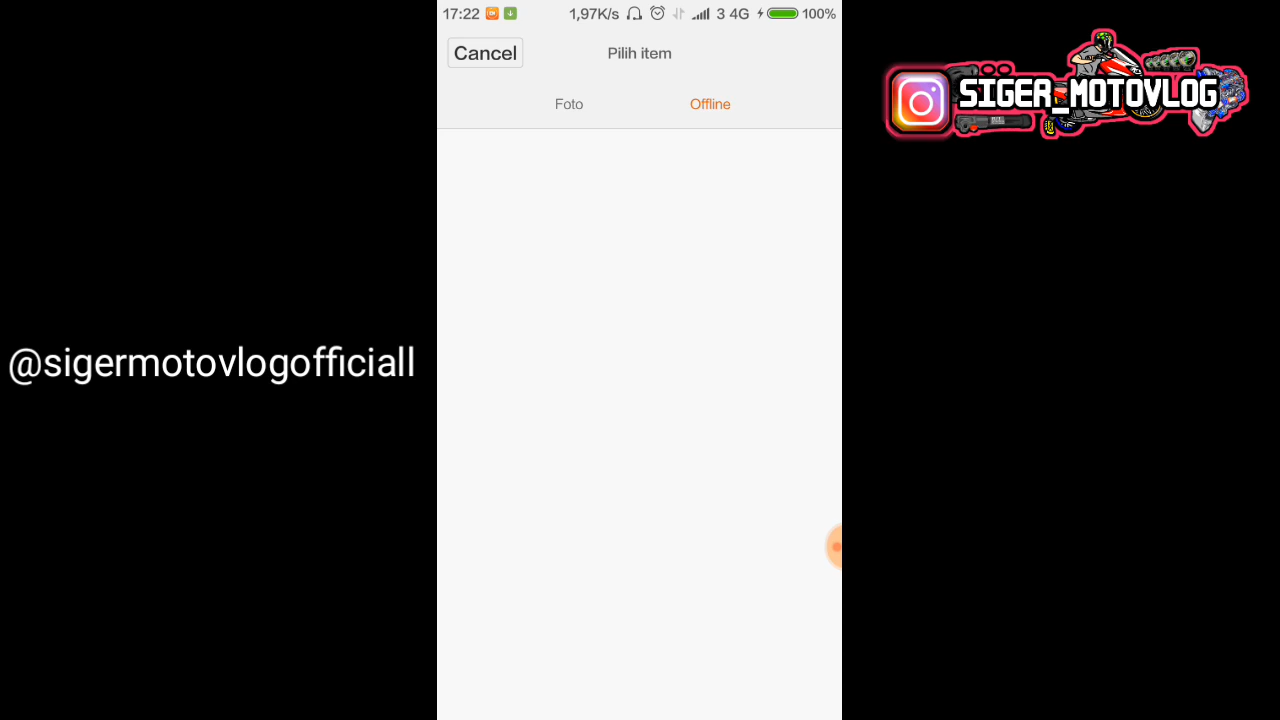 17:22 1,97K/s 3 4G 100%
Cancel Pilih item
Foto Offline
SIGER_MOTOVLOG
@sigermotovlogofficiall